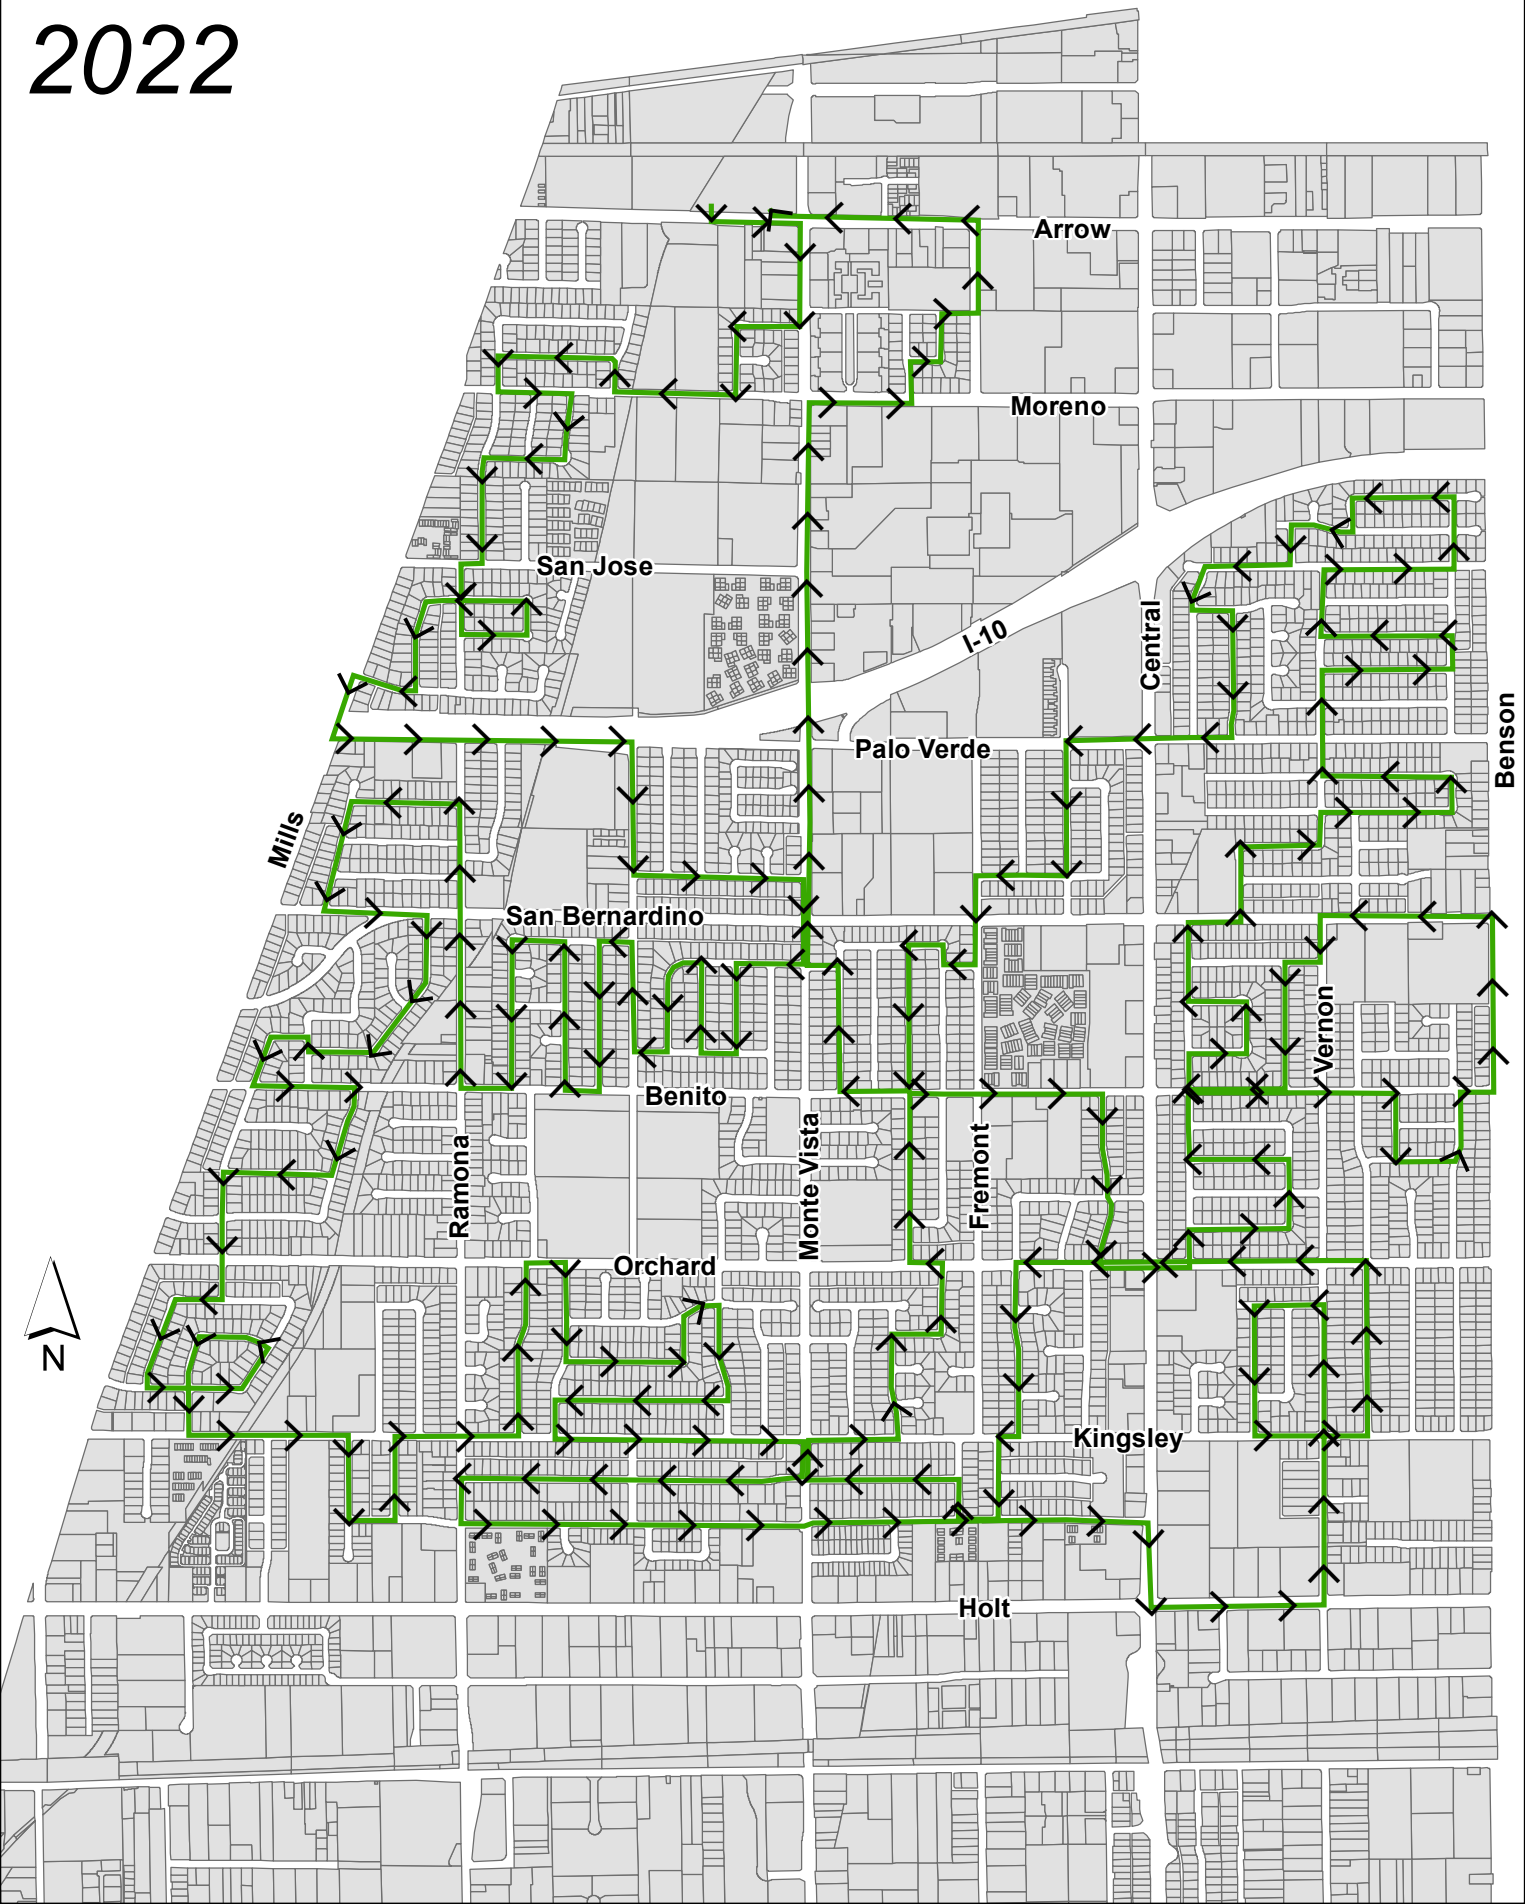 2022
Arrow
Moreno
San Jose
I-10
Central
Palo Verde
Benson
Mills
San Bernardino
Vernon
Benito
Monte Vista
Fremont
Ramona
Orchard
N
Kingsley
Holt